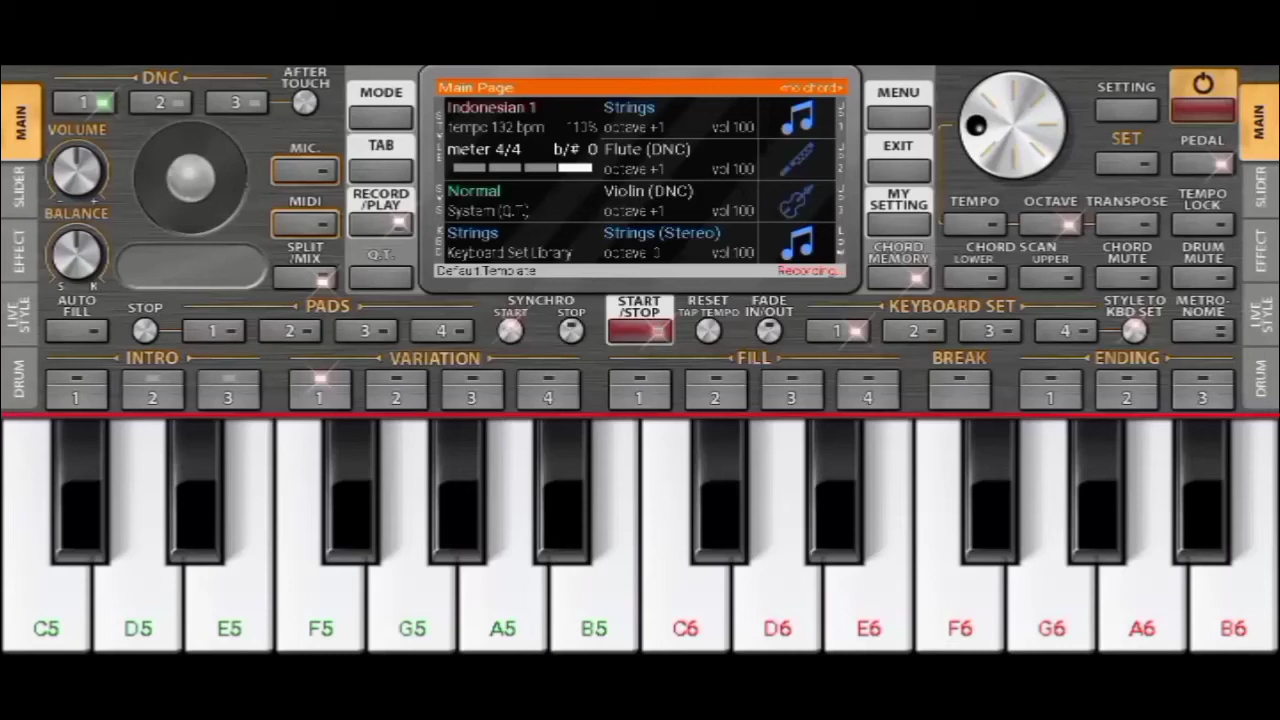 DNC
AFTER TOUCH
1
2
3
MAIN
SLIDER
EFFECT
LIVE STYLE
DRUM
VOLUME
- +
BALANCE
S K
MIC.
MIDI
SPLIT /MIX
MODE
TAB
RECORD /PLAY
Q.T.
Main Page
<no chord>
Indonesian 1
tempo 132 bpm 113%
meter 4/4 b/# 0
Normal
System (Q.T.)
Strings
Keyboard Set Library
Strings
octave +1 vol 100
Flute (DNC)
octave +1 vol 100
Violin (DNC)
octave +1 vol 100
Strings (Stereo)
octave 0 vol 100
Default Template
Recording.
MENU
EXIT
MY SETTING
CHORD MEMORY
SETTING
SET
PEDAL
TEMPO
OCTAVE
TRANSPOSE
TEMPO LOCK
CHORD SCAN
LOWER
UPPER
CHORD MUTE
DRUM MUTE
MAIN
SLIDER
EFFECT
LIVE STYLE
DRUM
AUTO FILL
STOP
PADS
1
2
3
4
SYNCHRO
START
STOP
START /STOP
RESET
TAP TEMPO
FADE IN/OUT
KEYBOARD SET
1
2
3
4
STYLE TO KBD SET
METRO- NOME
INTRO
1
2
3
VARIATION
1
2
3
4
FILL
1
2
3
4
BREAK
ENDING
1
2
3
C5 D5 E5 F5 G5 A5 B5 C6 D6 E6 F6 G6 A6 B6